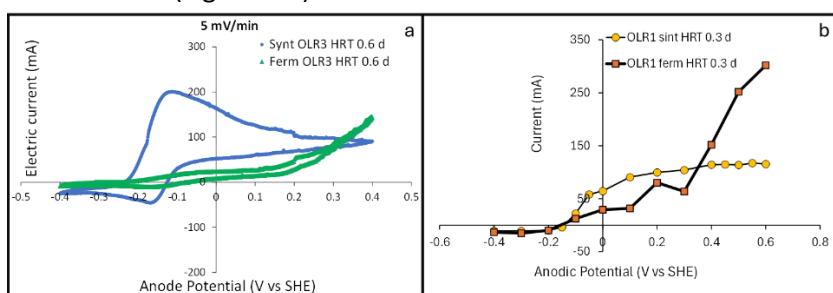 5 mV/min
a
Synt OLR3 HRT 0.6 d
Ferm OLR3 HRT 0.6 d
Electric current (mA)
300
200
100
0
-100
-200
-0.5
-0.4
-0.3
-0.2
-0.1
0
0.1
0.2
0.3
0.4
0.5
Anode Potential (V vs SHE)
b
OLR1 sint HRT 0.3 d
OLR1 ferm HRT 0.3 d
Current (mA)
350
250
150
50
-50
-0.6
-0.4
-0.2
0
0.2
0.4
0.6
0.8
Anodic Potential (V vs SHE)